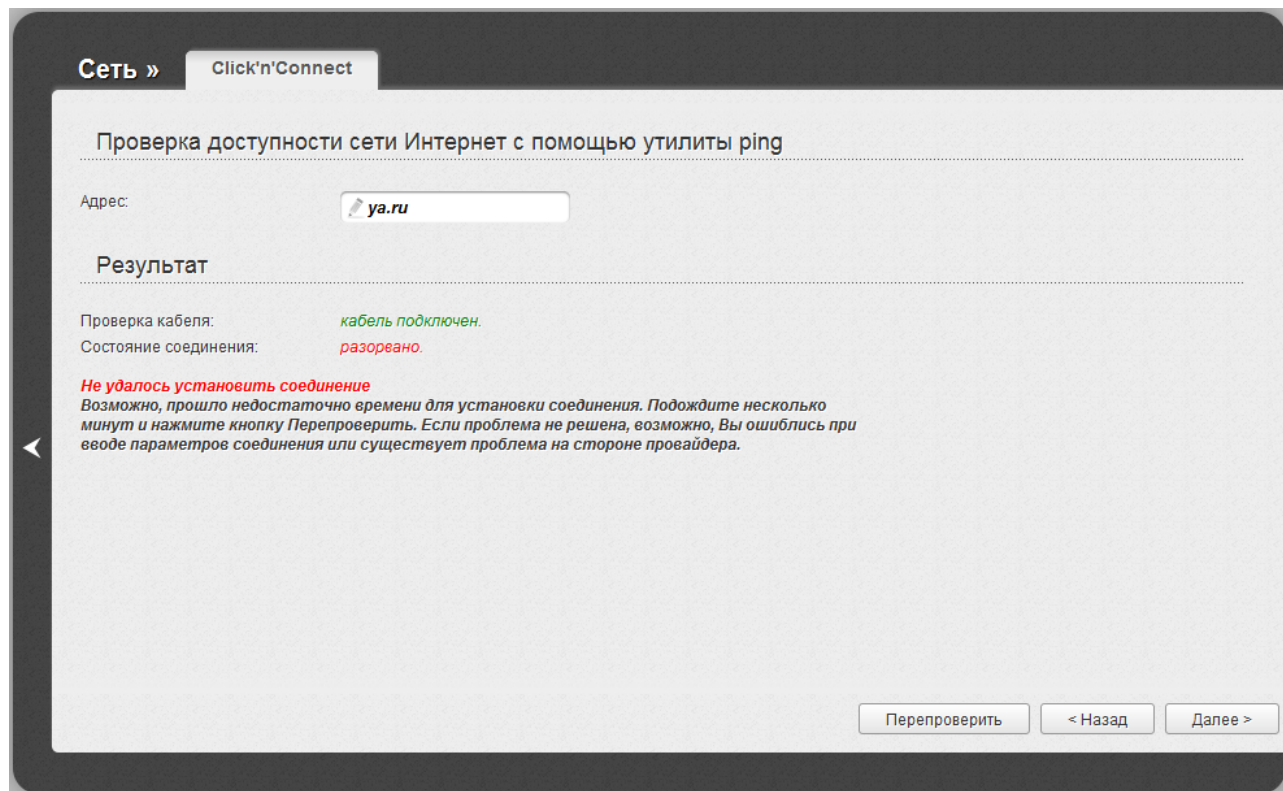 Сеть »
Click'n'Connect
Проверка доступности сети Интернет с помощью утилиты ping
Адрес:
ya.ru
Результат
Проверка кабеля:
кабель подключен.
Состояние соединения:
разорвано.
Не удалось установить соединение
Возможно, прошло недостаточно времени для установки соединения. Подождите несколько
минут и нажмите кнопку Перепроверить. Если проблема не решена, возможно, Вы ошиблись при
вводе параметров соединения или существует проблема на стороне провайдера.
Перепроверить
< Назад
Далее >